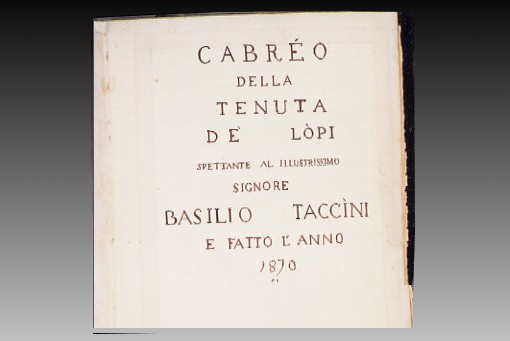 CABRÉO
DELLA
TENUTA
DE' LÒPI
SPETTANTE AL ILLUSTRISSIMO
SIGNORE
BASILIO TACCÌNI
E FATTO L'ANNO
1870